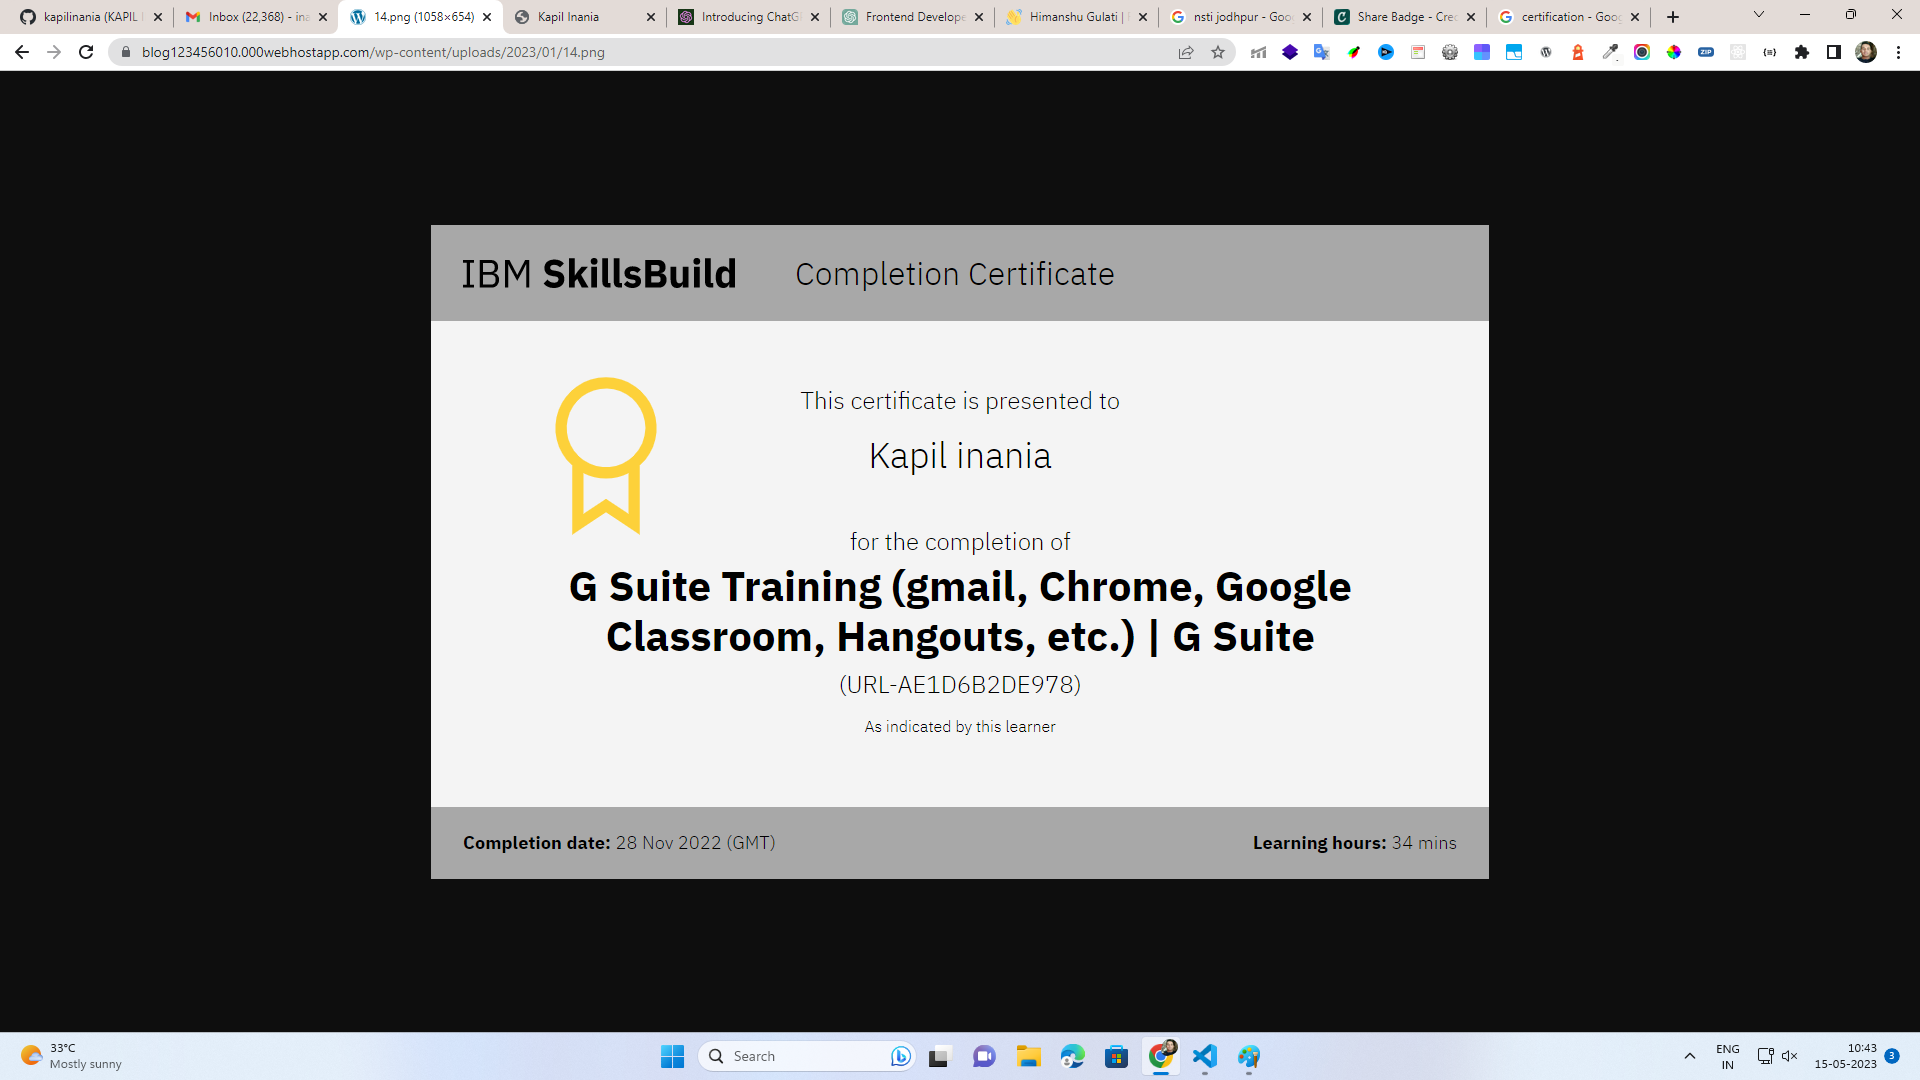 kapilinania (KAPIL
Inbox (22,368) - ina
14.png (1058×654)
Kapil Inania
Introducing ChatG
Frontend Develope
Himanshu Gulati |
nsti jodhpur - Goo
Share Badge - Cre
certification - Goo
blog123456010.000webhostapp.com/wp-content/uploads/2023/01/14.png
ZIP
IBM SkillsBuild
Completion Certificate
This certificate is presented to
Kapil inania
for the completion of
G Suite Training (gmail, Chrome, Google
Classroom, Hangouts, etc.) | G Suite
(URL-AE1D6B2DE978)
As indicated by this learner
Completion date: 28 Nov 2022 (GMT)
Learning hours: 34 mins
33°C
Mostly sunny
Search
ENG
IN
10:43
15-05-2023
3